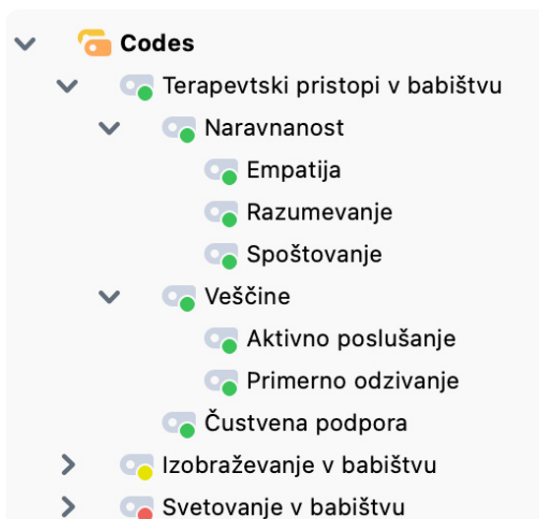 Codes
Terapevtski pristopi v babištvu
Naravnanost
Empatija
Razumevanje
Spoštovanje
Veščine
Aktivno poslušanje
Primerno odzivanje
Čustvena podpora
Izobraževanje v babištvu
Svetovanje v babištvu